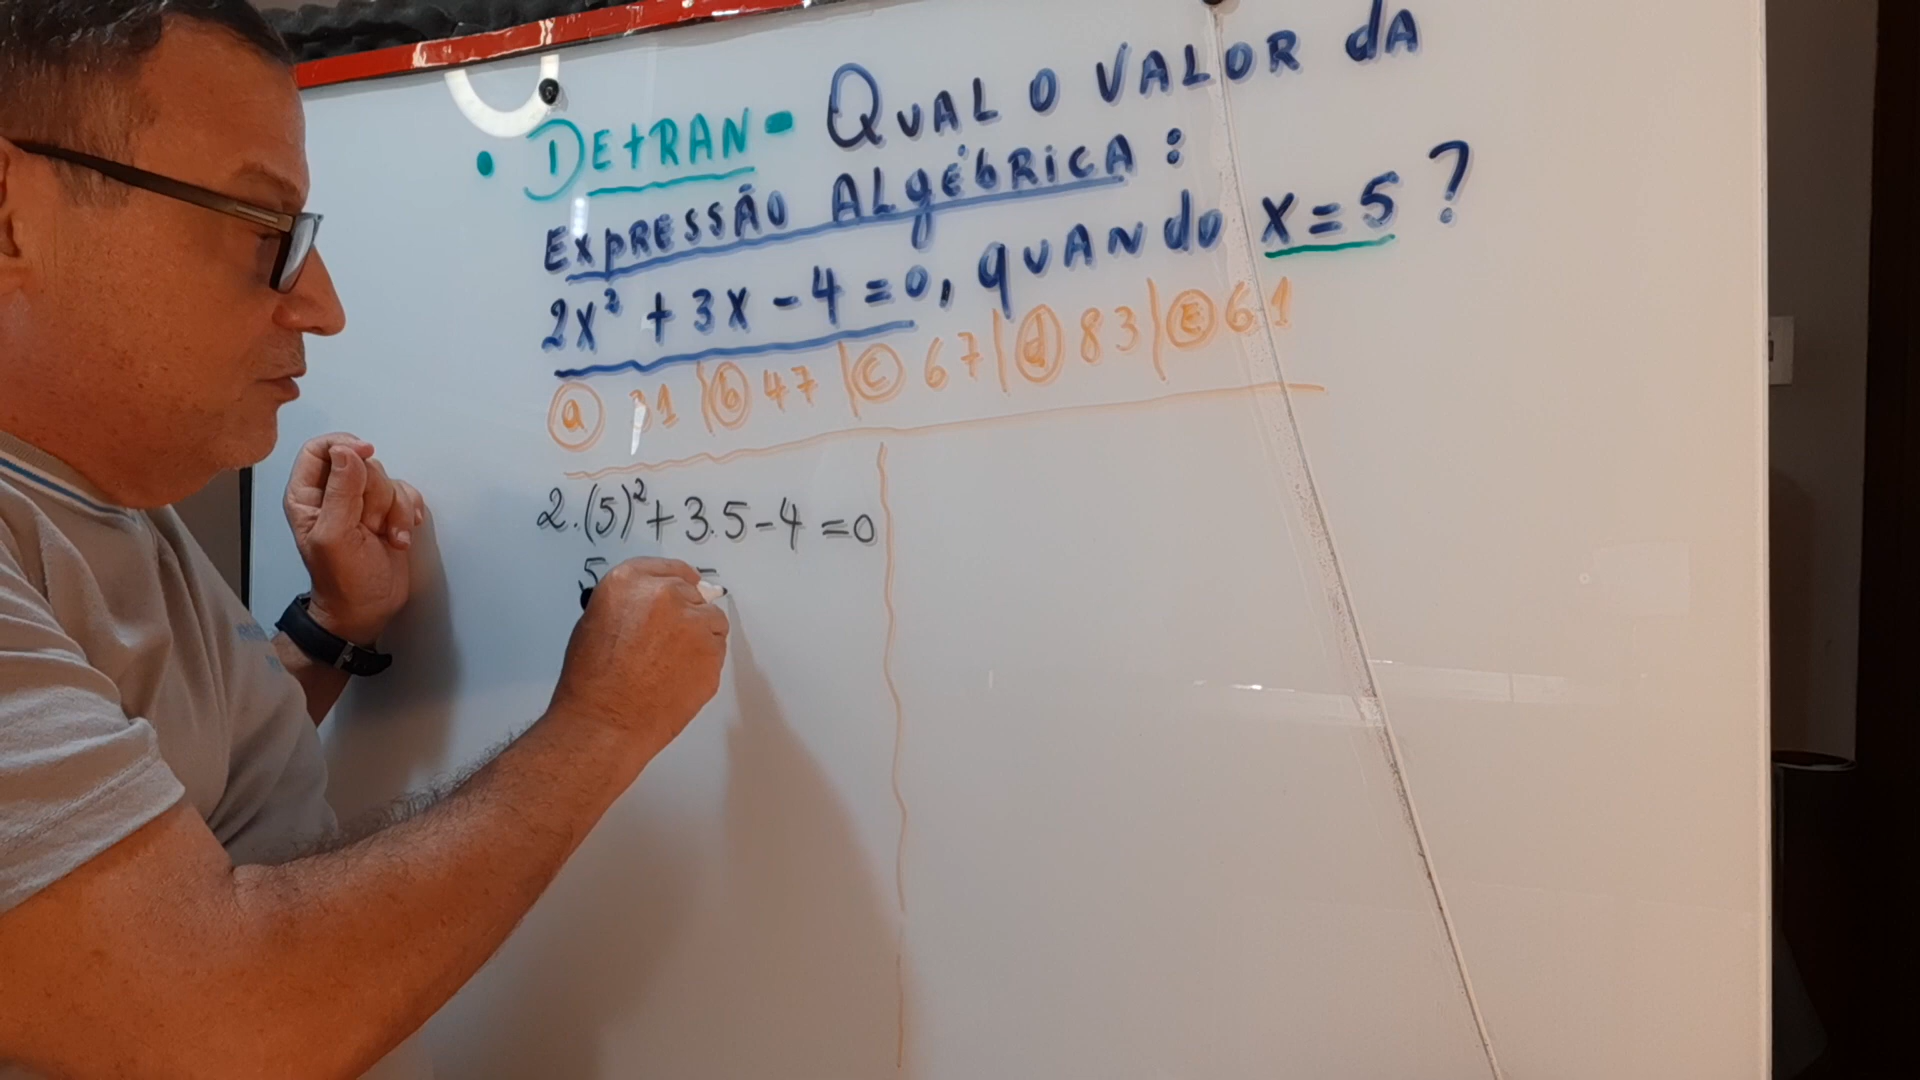 • DETRAN - QUAL O VALOR DA
EXPRESSÃO ALGÉBRICA:
2x² + 3x - 4 = 0, QUANDO x = 5?
a 31 | b 47 | c 67 | d 83 | E 61
2.(5)² + 3.5 - 4 = 0
5